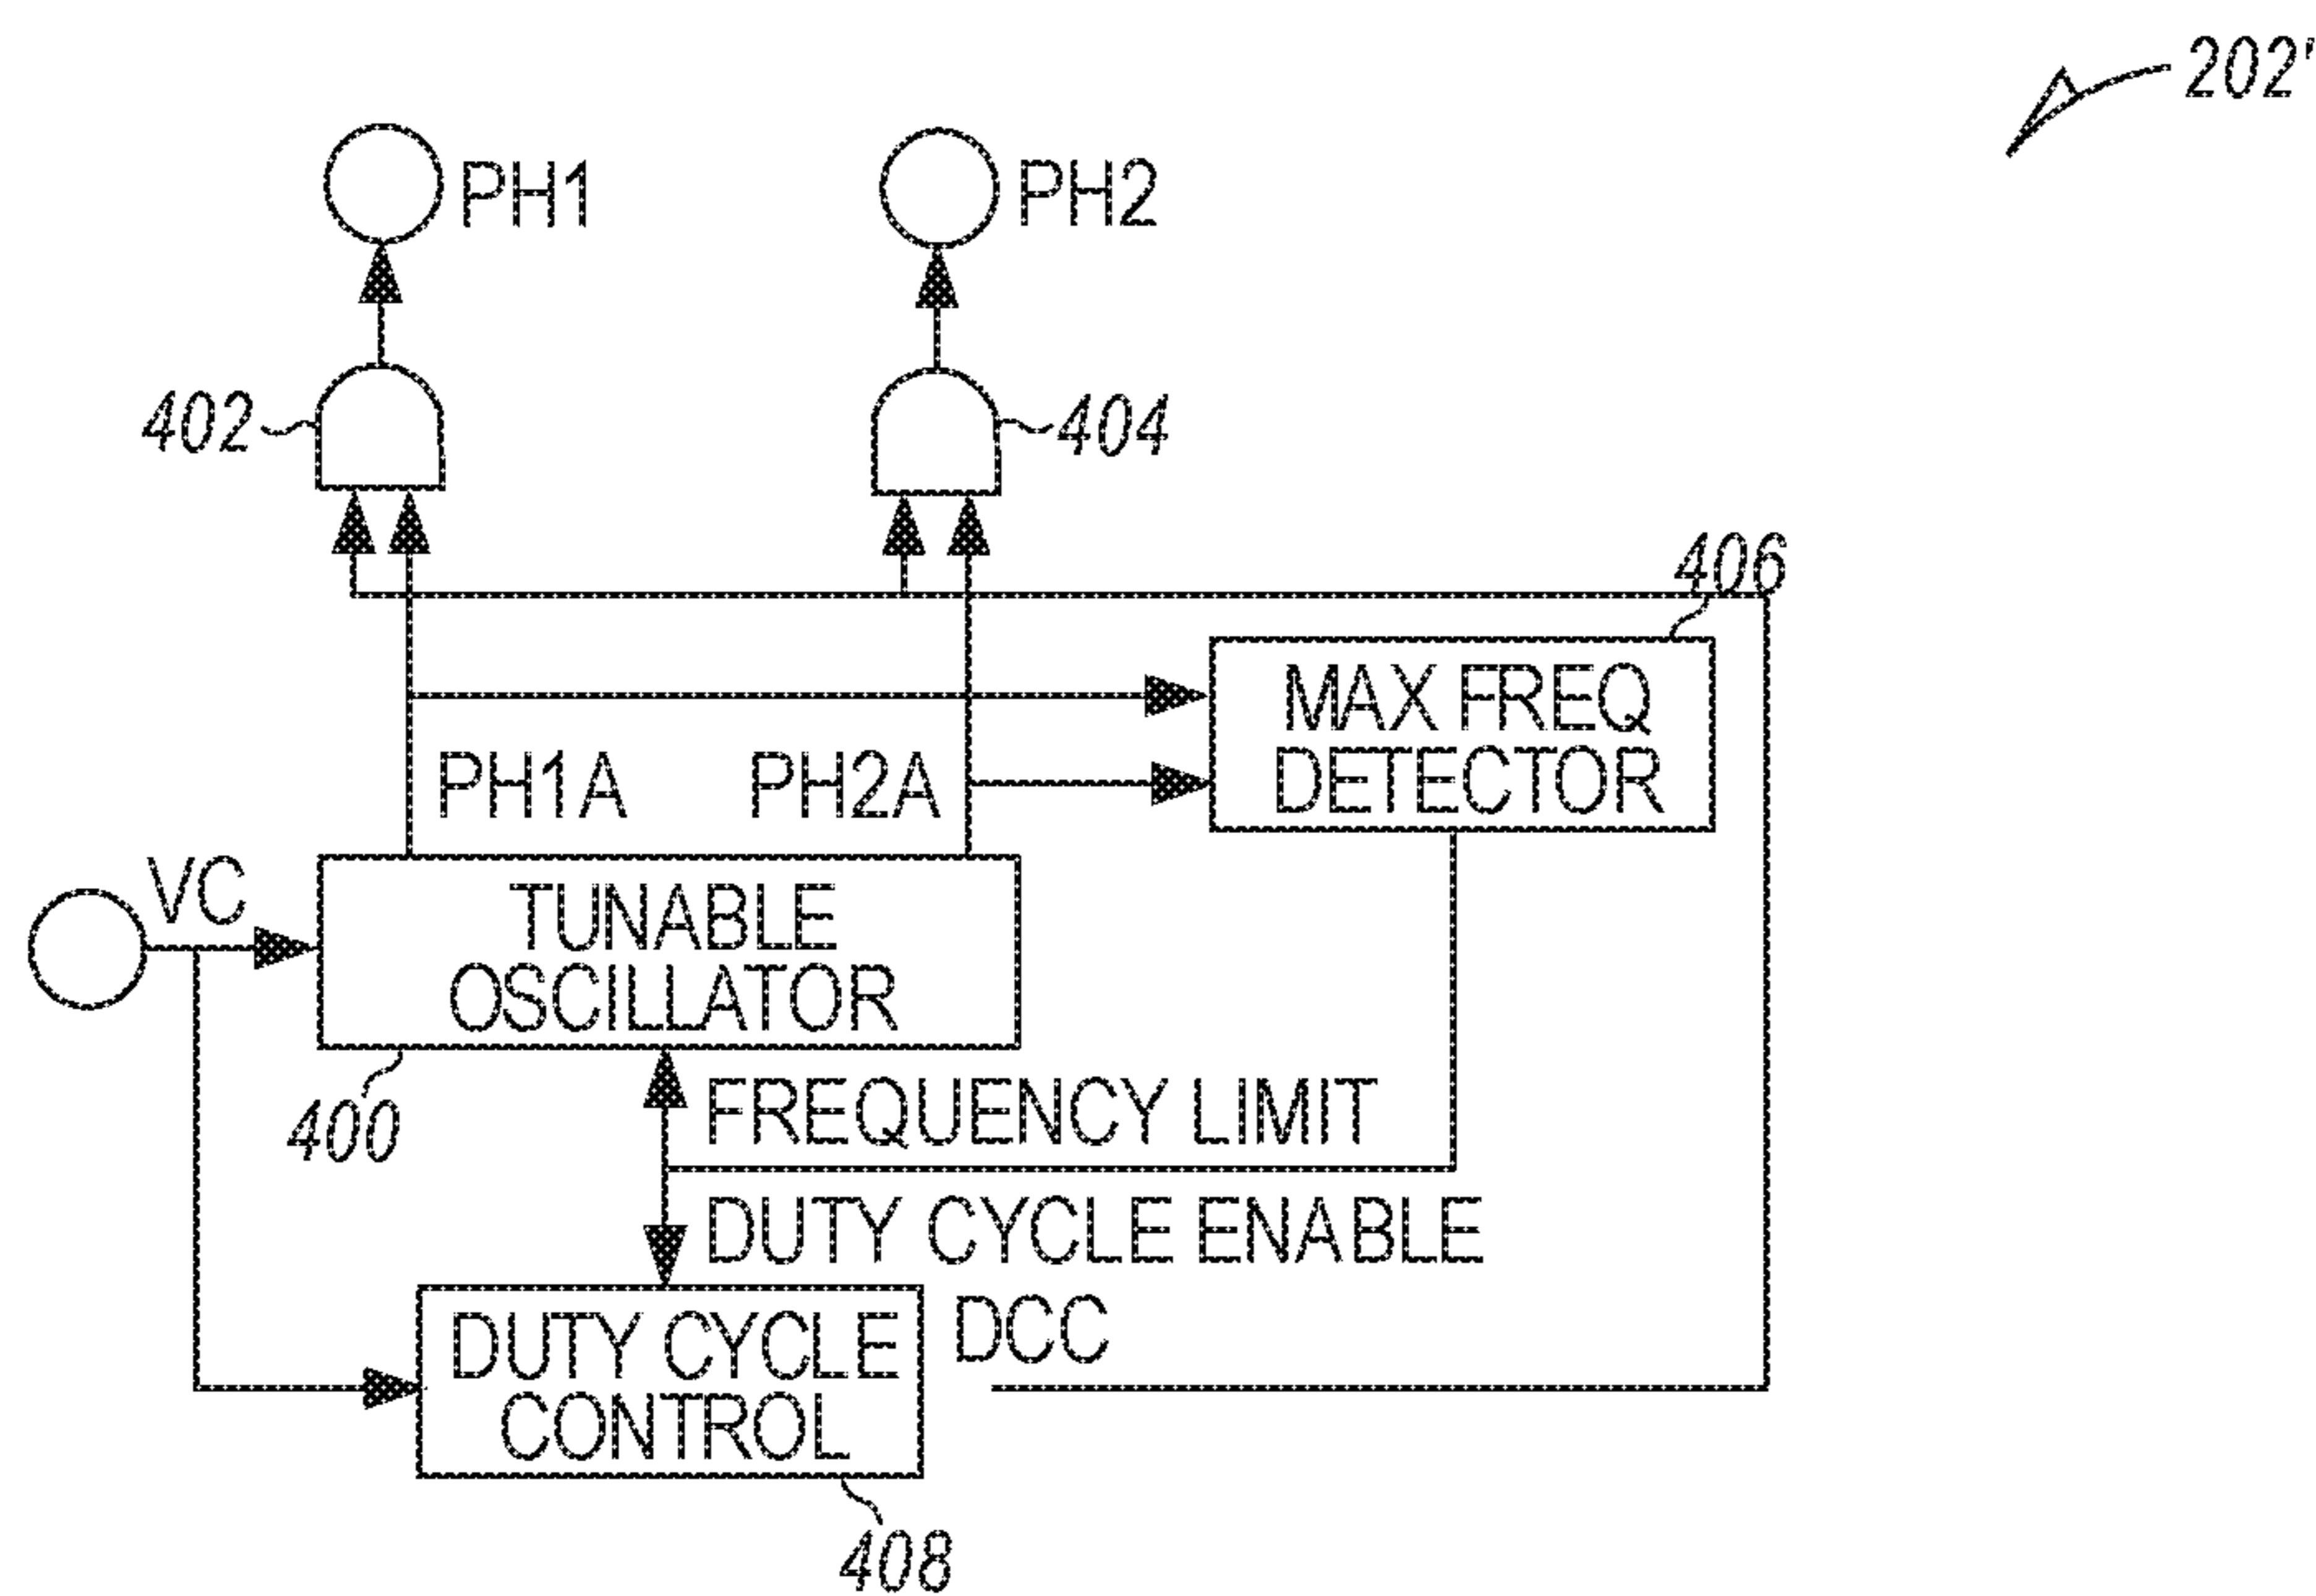 202'
PH1
PH2
402
404
406
MAX FREQ
DETECTOR
PH1A
PH2A
VC
TUNABLE
OSCILLATOR
400
FREQUENCY LIMIT
DUTY CYCLE ENABLE
DUTY CYCLE
CONTROL
DCC
408